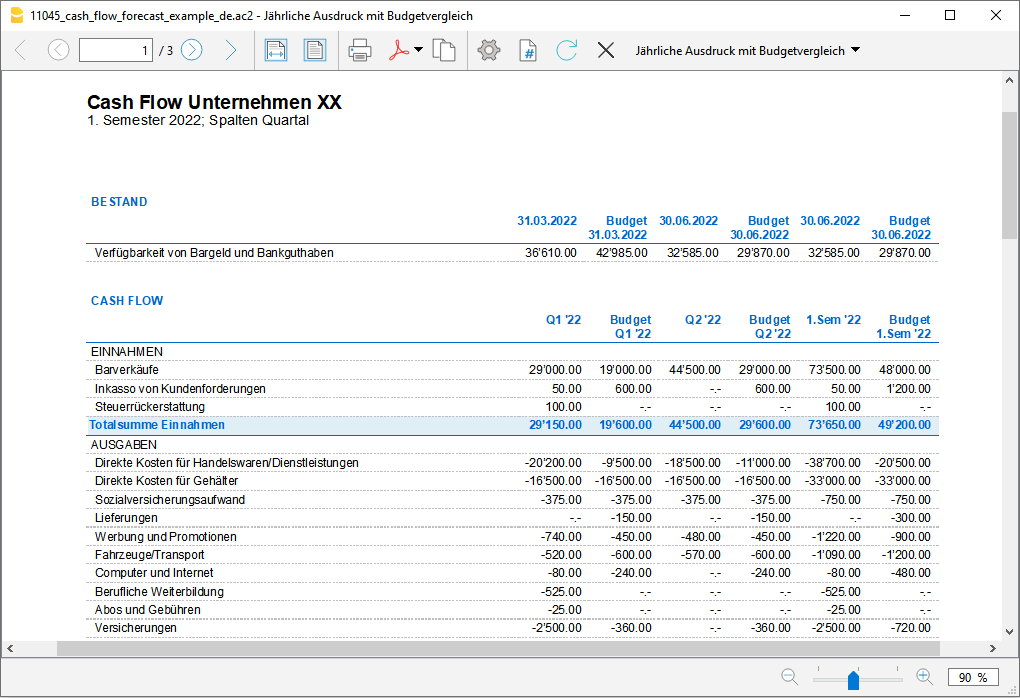 11045_cash_flow_forecast_example_de.ac2 - Jährliche Ausdruck mit Budgetvergleich
1 / 3 # Jährliche Ausdruck mit Budgetvergleich
Cash Flow Unternehmen XX
1. Semester 2022; Spalten Quartal
BESTAND
31.03.2022 Budget 30.06.2022 Budget 30.06.2022 Budget
31.03.2022 30.06.2022 30.06.2022
Verfügbarkeit von Bargeld und Bankguthaben 36'610.00 42'985.00 32'585.00 29'870.00 32'585.00 29'870.00
CASH FLOW
Q1 '22 Budget Q2 '22 Budget 1.Sem '22 Budget
Q1 '22 Q2 '22 1.Sem '22
EINNAHMEN
Barverkäufe 29'000.00 19'000.00 44'500.00 29'000.00 73'500.00 48'000.00
Inkasso von Kundenforderungen 50.00 600.00 -.- 600.00 50.00 1'200.00
Steuerrückerstattung 100.00 -.- -.- -.- 100.00 -.-
Totalsumme Einnahmen 29'150.00 19'600.00 44'500.00 29'600.00 73'650.00 49'200.00
AUSGABEN
Direkte Kosten für Handelswaren/Dienstleistungen -20'200.00 -9'500.00 -18'500.00 -11'000.00 -38'700.00 -20'500.00
Direkte Kosten für Gehälter -16'500.00 -16'500.00 -16'500.00 -16'500.00 -33'000.00 -33'000.00
Sozialversicherungsaufwand -375.00 -375.00 -375.00 -375.00 -750.00 -750.00
Lieferungen -.- -150.00 -.- -150.00 -.- -300.00
Werbung und Promotionen -740.00 -450.00 -480.00 -450.00 -1'220.00 -900.00
Fahrzeuge/Transport -520.00 -600.00 -570.00 -600.00 -1'090.00 -1'200.00
Computer und Internet -80.00 -240.00 -.- -240.00 -80.00 -480.00
Berufliche Weiterbildung -525.00 -.- -.- -.- -525.00 -.-
Abos und Gebühren -25.00 -.- -.- -.- -25.00 -.-
Versicherungen -2'500.00 -360.00 -.- -360.00 -2'500.00 -720.00
90 %